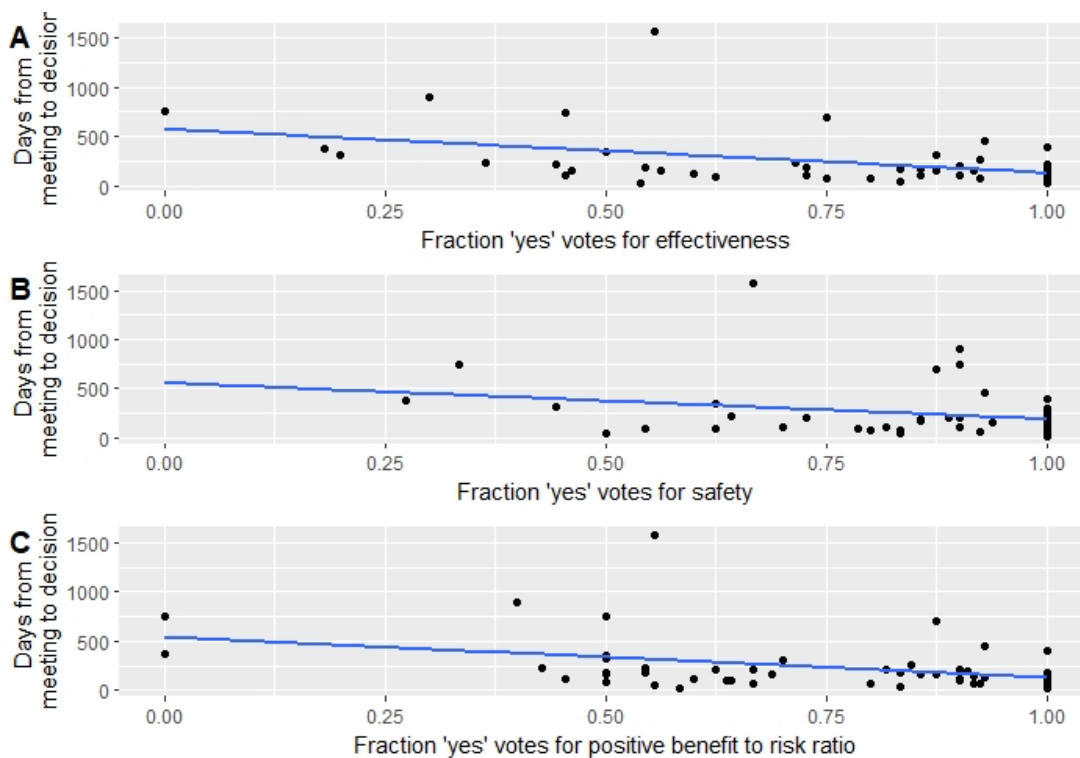 A
Days from
meeting to decision
1500
1000
500
0
0.00 0.25 0.50 0.75 1.00
Fraction 'yes' votes for effectiveness
B
Days from
meeting to decision
1500
1000
500
0
0.00 0.25 0.50 0.75 1.00
Fraction 'yes' votes for safety
C
Days from
meeting to decision
1500
1000
500
0
0.00 0.25 0.50 0.75 1.00
Fraction 'yes' votes for positive benefit to risk ratio